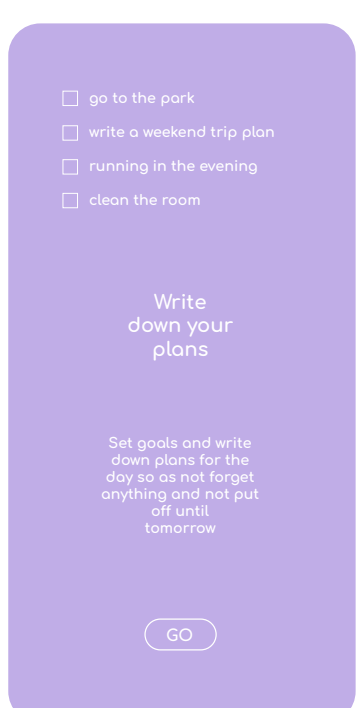 go to the park
write a weekend trip plan
running in the evening
clean the room
Write
down your
plans
Set goals and write
down plans for the
day so as not forget
anything and not put
off until
tomorrow
GO